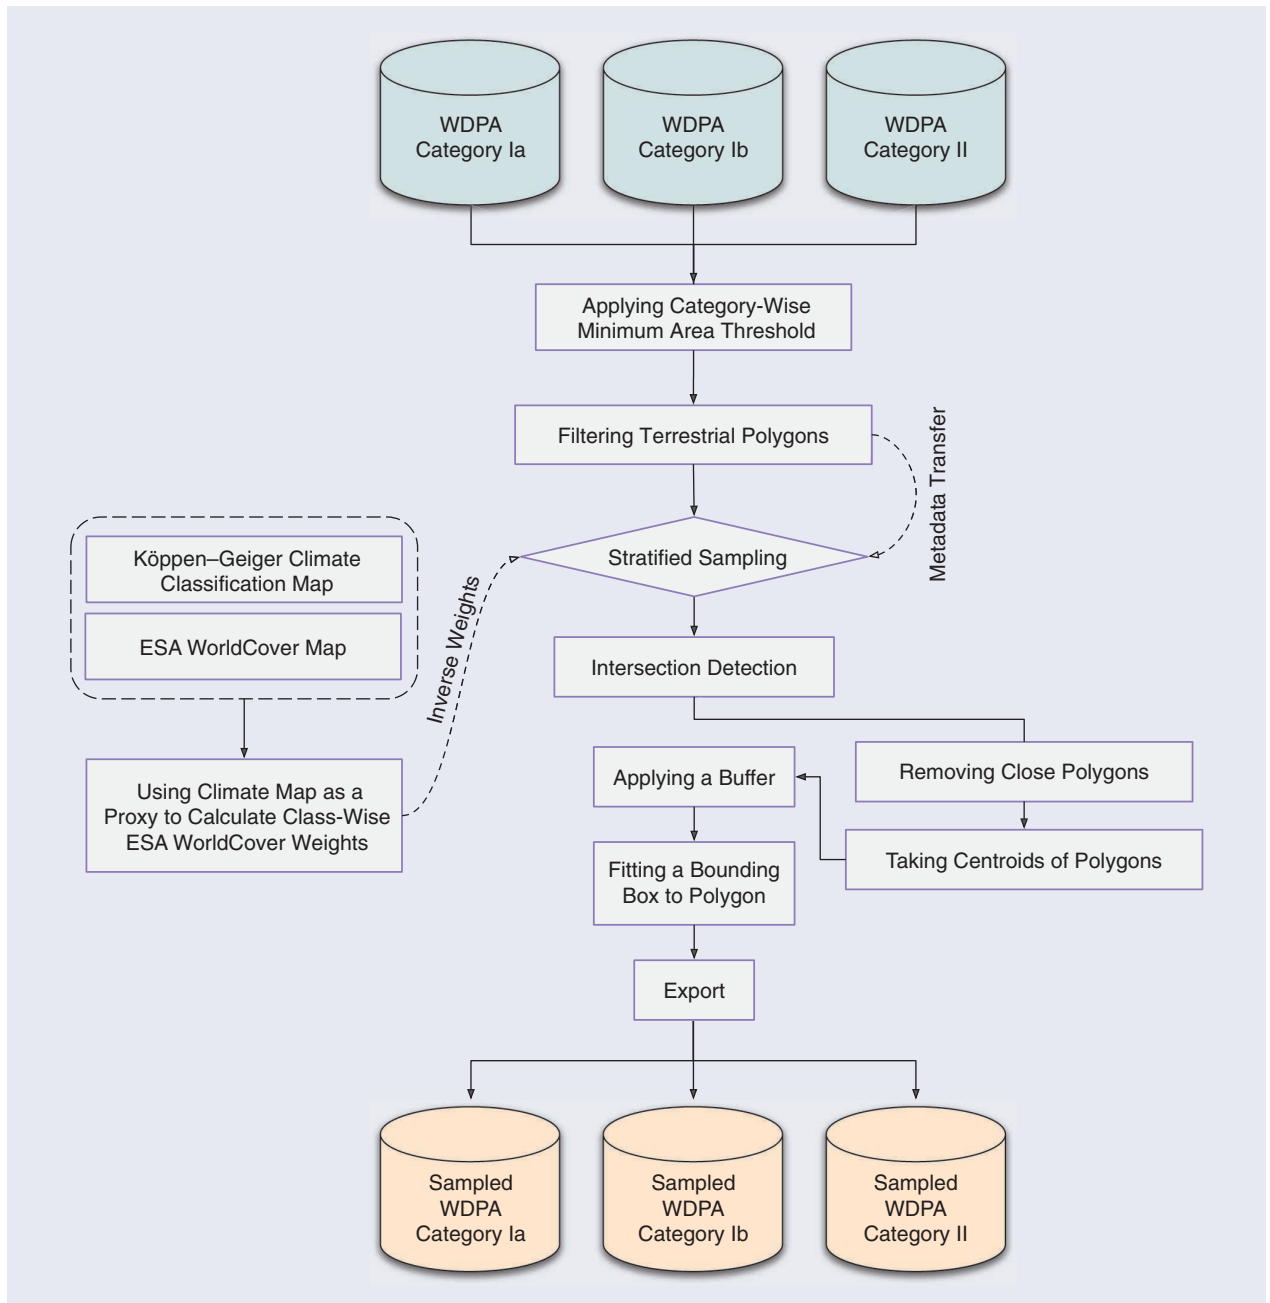 WDPA
Category Ia
WDPA
Category Ib
WDPA
Category II
Applying Category-Wise
Minimum Area Threshold
Filtering Terrestrial Polygons
Metadata Transfer
Köppen–Geiger Climate
Classification Map
ESA WorldCover Map
Stratified Sampling
Inverse Weights
Intersection Detection
Using Climate Map as a
Proxy to Calculate Class-Wise
ESA WorldCover Weights
Removing Close Polygons
Applying a Buffer
Taking Centroids of Polygons
Fitting a Bounding
Box to Polygon
Export
Sampled
WDPA
Category Ia
Sampled
WDPA
Category Ib
Sampled
WDPA
Category II